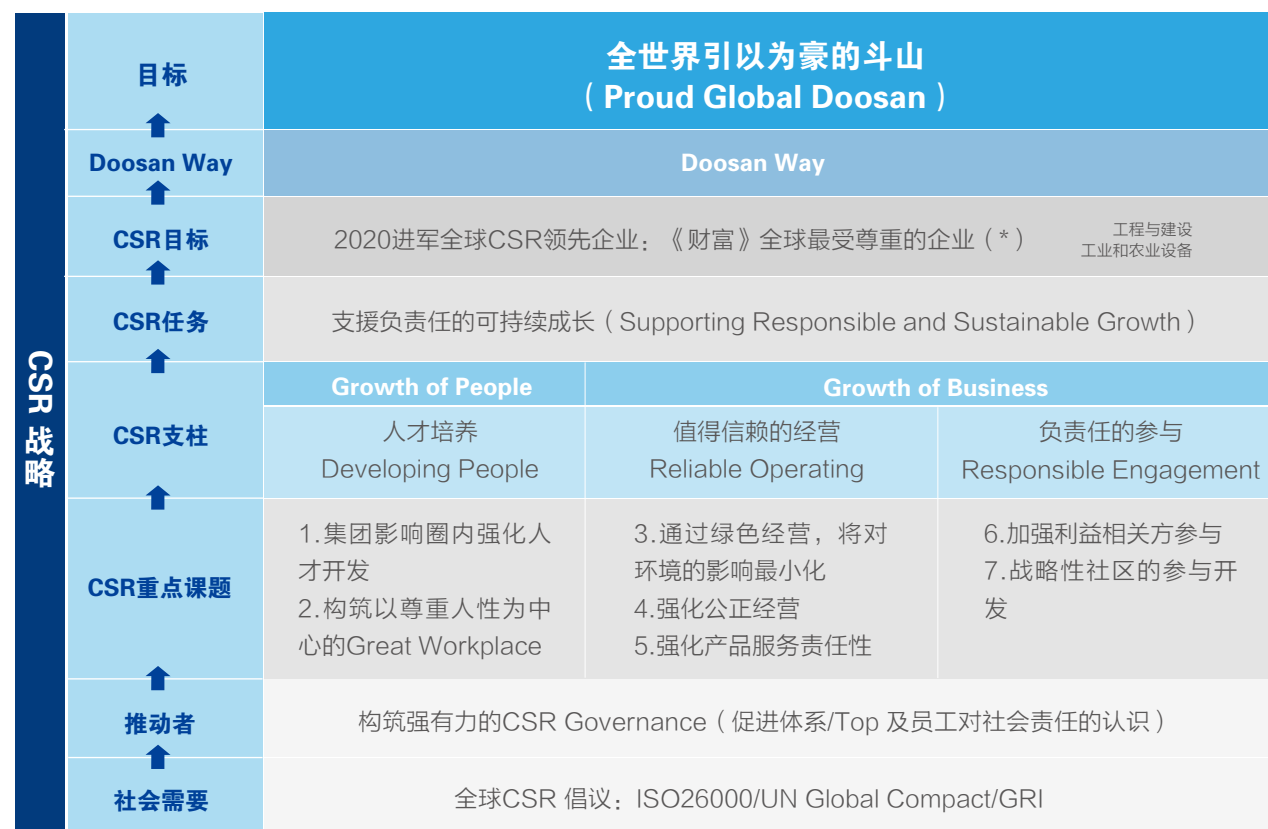 CSR 战略
目标
全世界引以为豪的斗山
（Proud Global Doosan）
Doosan Way
Doosan Way
CSR目标
2020进军全球CSR领先企业：《财富》全球最受尊重的企业（*）
工程与建设
工业和农业设备
CSR任务
支援负责任的可持续成长（Supporting Responsible and Sustainable Growth）
CSR支柱
Growth of People
Growth of Business
人才培养
Developing People
值得信赖的经营
Reliable Operating
负责任的参与
Responsible Engagement
CSR重点课题
1.集团影响圈内强化人
才开发
2.构筑以尊重人性为中
心的Great Workplace
3.通过绿色经营，将对
环境的影响最小化
4.强化公正经营
5.强化产品服务责任性
6.加强利益相关方参与
7.战略性社区的参与开
发
推动者
构筑强有力的CSR Governance（促进体系/Top 及员工对社会责任的认识）
社会需要
全球CSR 倡议：ISO26000/UN Global Compact/GRI